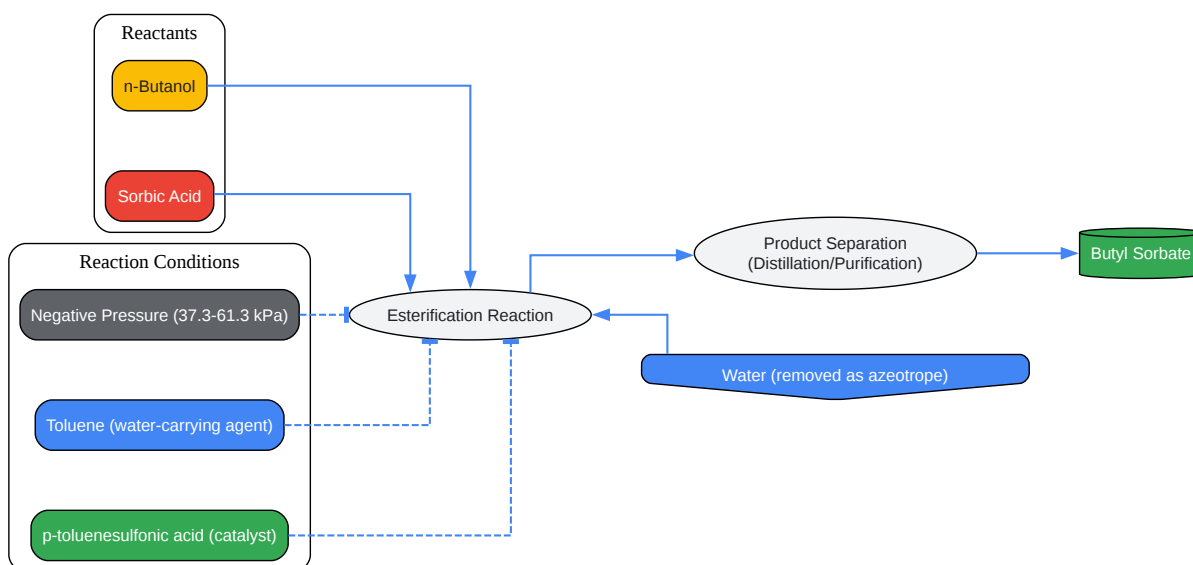 Reactants
n-Butanol
Sorbic Acid
Reaction Conditions
Negative Pressure (37.3-61.3 kPa)
Toluene (water-carrying agent)
p-toluenesulfonic acid (catalyst)
Esterification Reaction
Product Separation
(Distillation/Purification)
Water (removed as azeotrope)
Butyl Sorbate